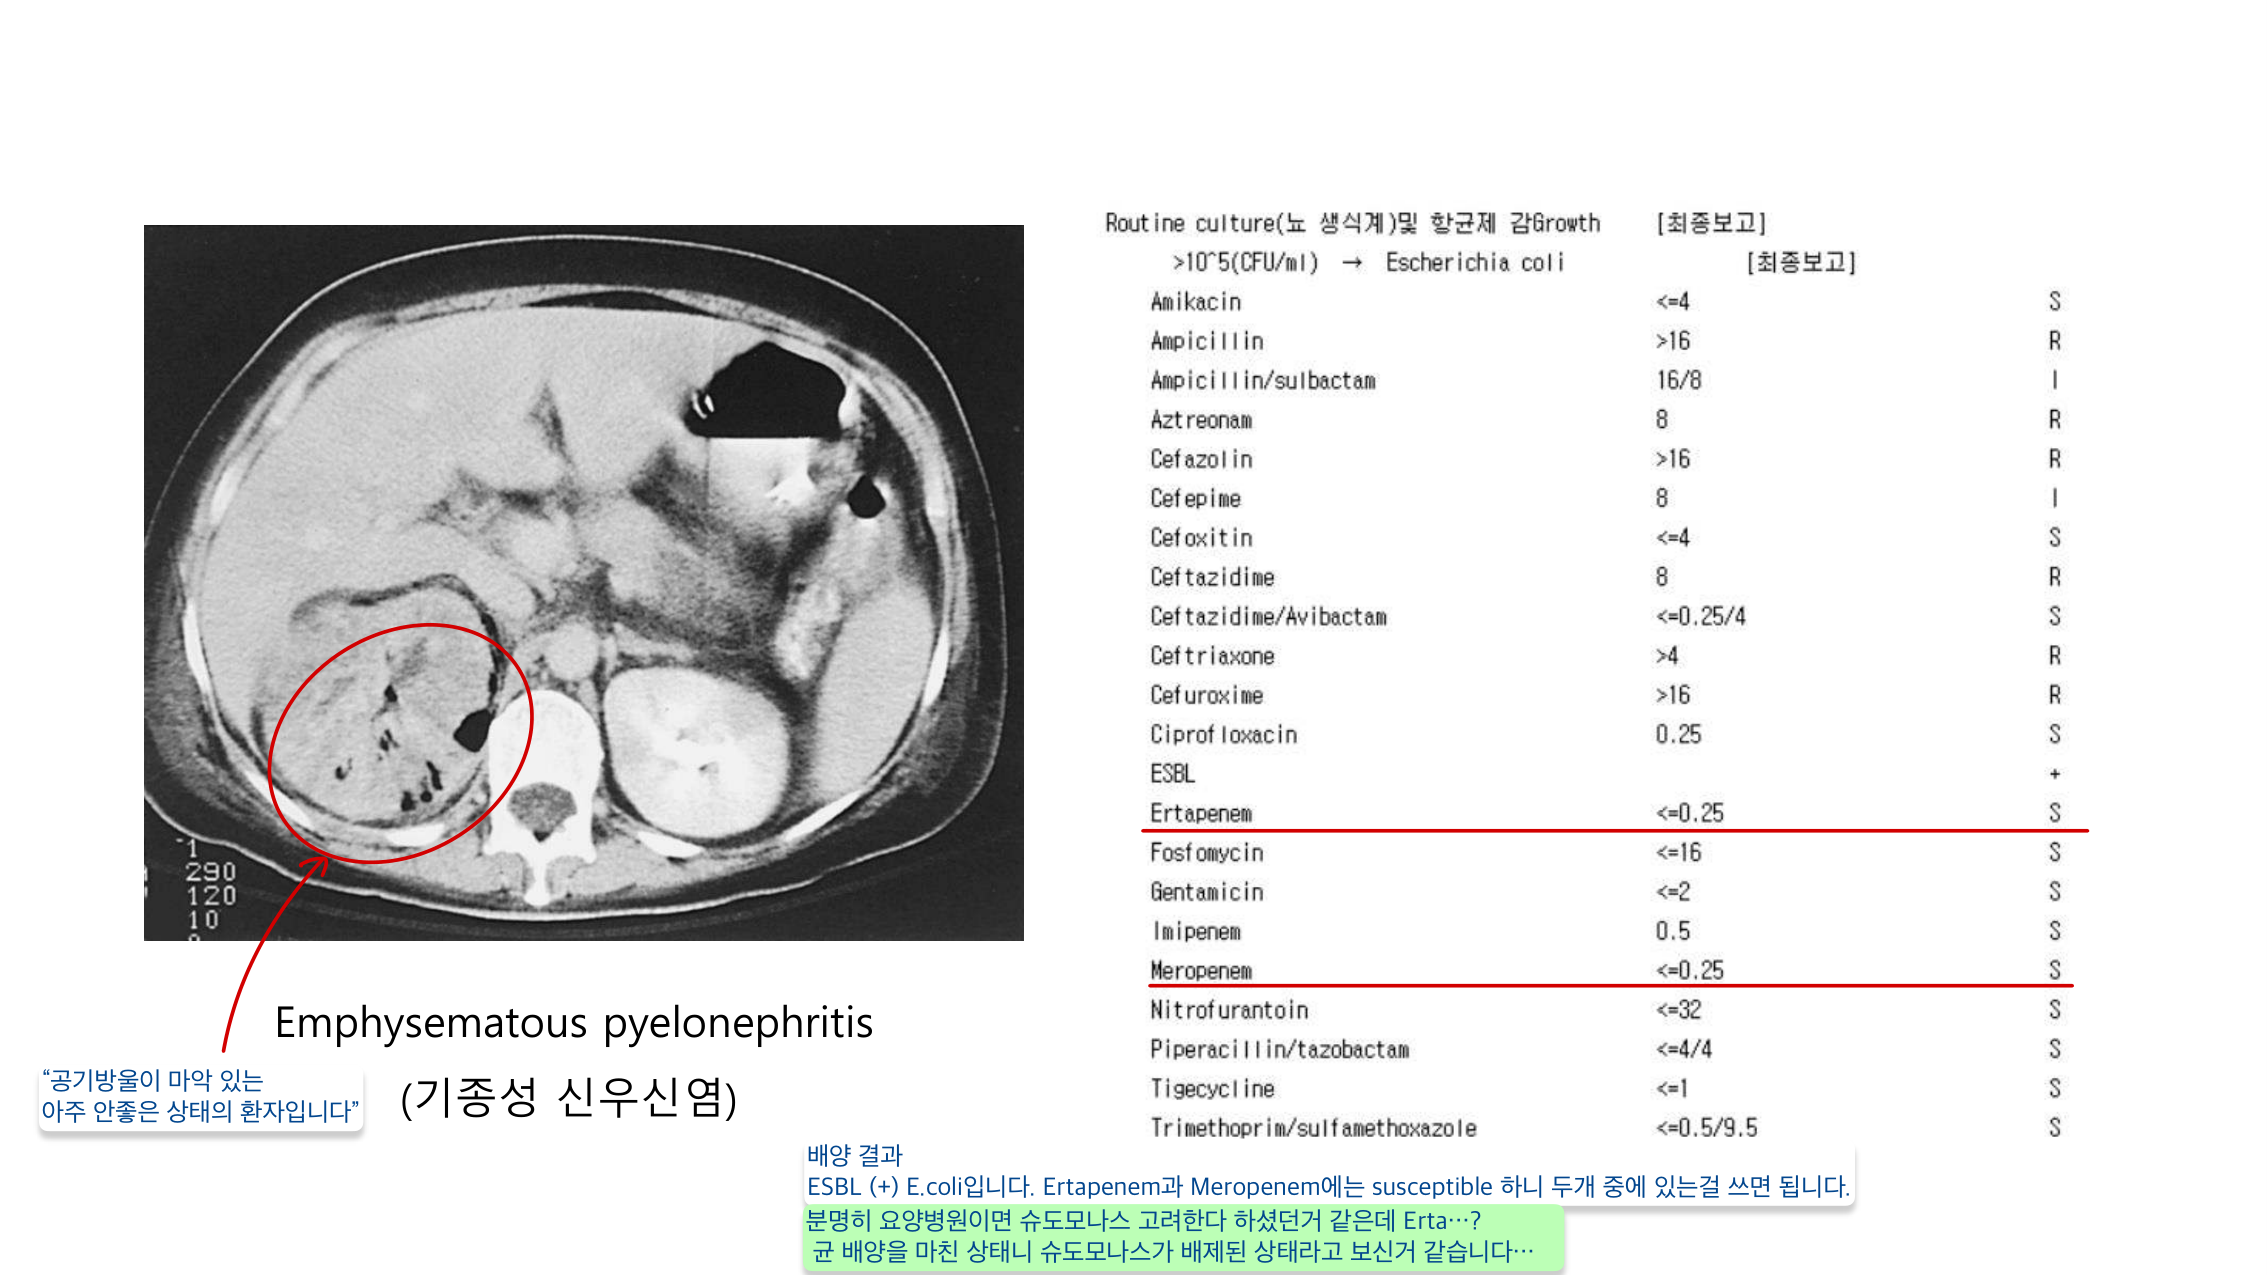 Routine culture(뇨 생식계)및 항균제 감Growth [최종보고]
>10^5(CFU/ml) → Escherichia coli [최종보고]
Amikacin <=4 S
Ampicillin >16 R
Ampicillin/sulbactam 16/8 I
Aztreonam 8 R
Cefazolin >16 R
Cefepime 8 I
Cefoxitin <=4 S
Ceftazidime 8 R
Ceftazidime/Avibactam <=0.25/4 S
Ceftriaxone >4 R
Cefuroxime >16 R
Ciprofloxacin 0.25 S
ESBL +
Ertapenem <=0.25 S
Fosfomycin <=16 S
Gentamicin <=2 S
Imipenem 0.5 S
Meropenem <=0.25 S
Nitrofurantoin <=32 S
Piperacillin/tazobactam <=4/4 S
Tigecycline <=1 S
Trimethoprim/sulfamethoxazole <=0.5/9.5 S
-1
290
120
10
Emphysematous pyelonephritis
(기종성 신우신염)
“공기방울이 마악 있는
아주 안좋은 상태의 환자입니다”
배양 결과
ESBL (+) E.coli입니다. Ertapenem과 Meropenem에는 susceptible 하니 두개 중에 있는걸 쓰면 됩니다.
분명히 요양병원이면 슈도모나스 고려한다 하셨던거 같은데 Erta…?
균 배양을 마친 상태니 슈도모나스가 배제된 상태라고 보신거 같습니다…